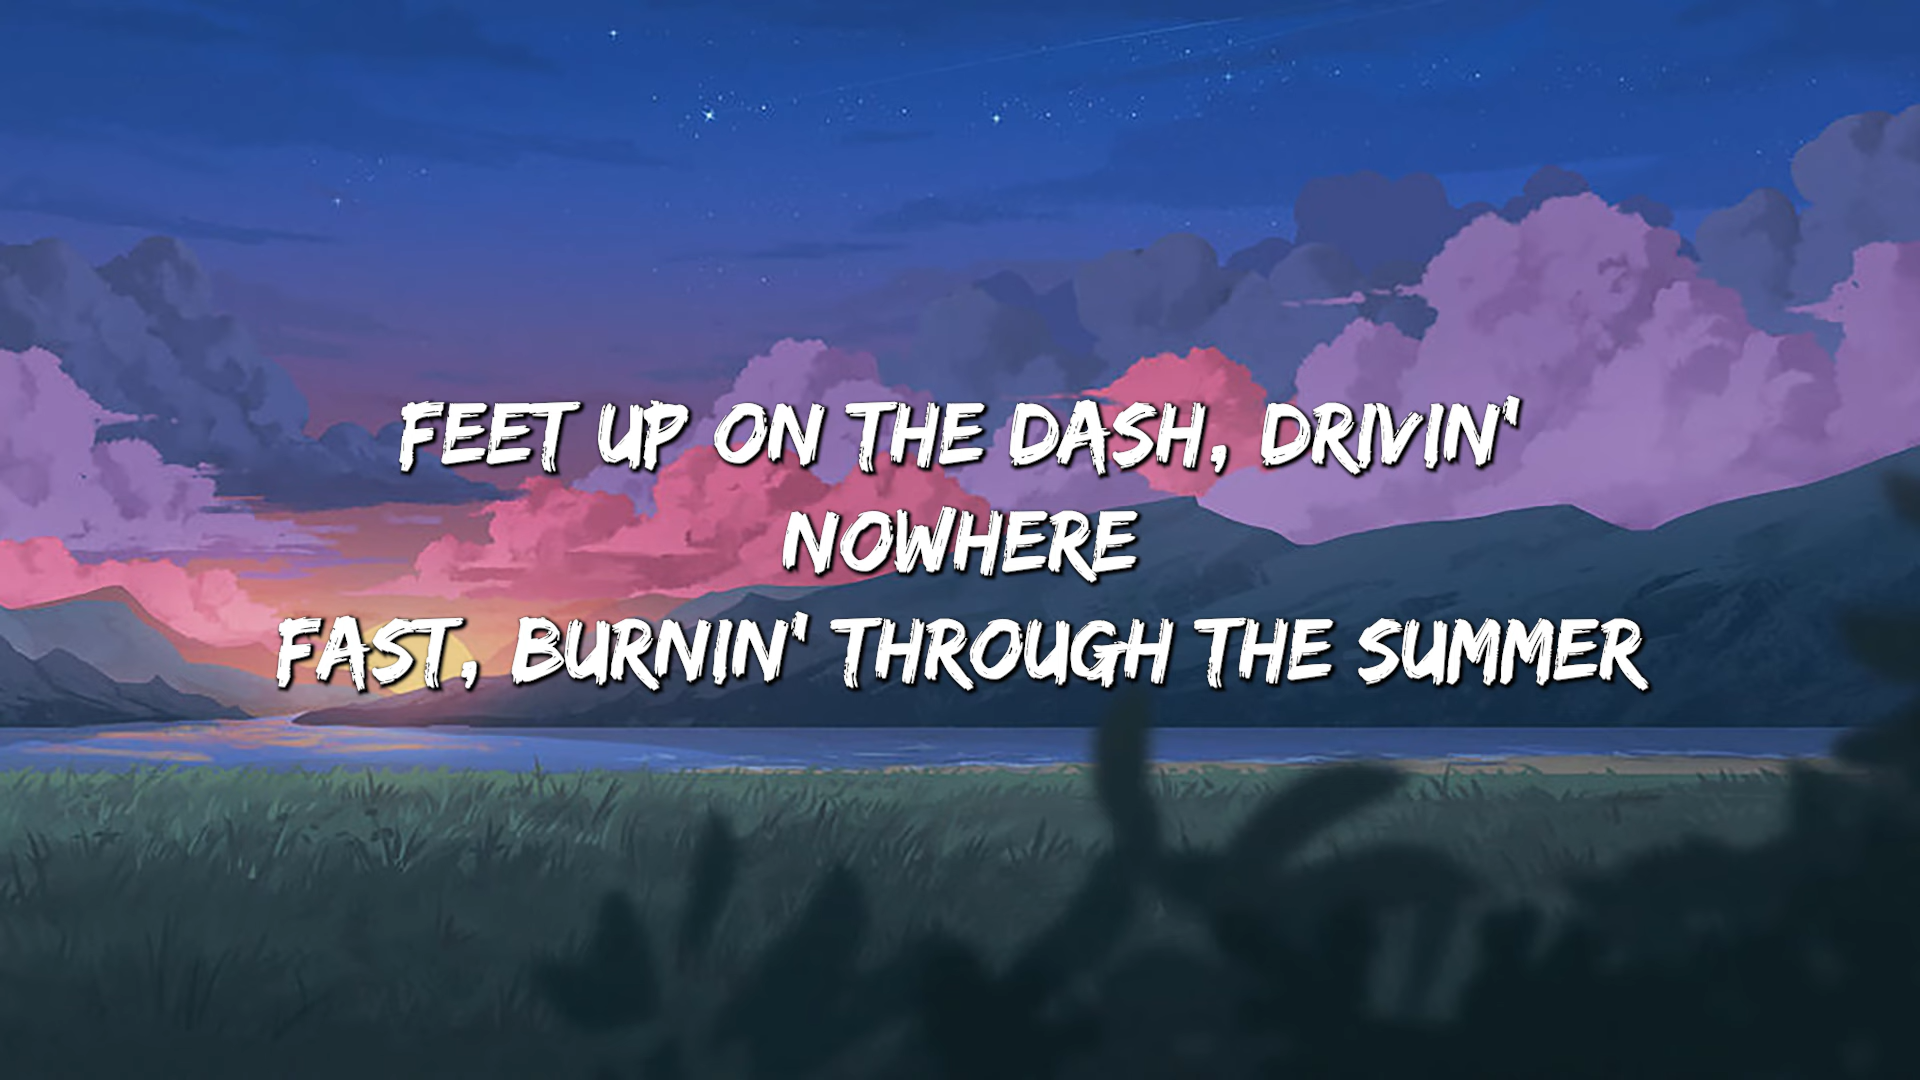 FEET UP ON THE DASH, DRIVIN'
NOWHERE
FAST, BURNIN' THROUGH THE SUMMER